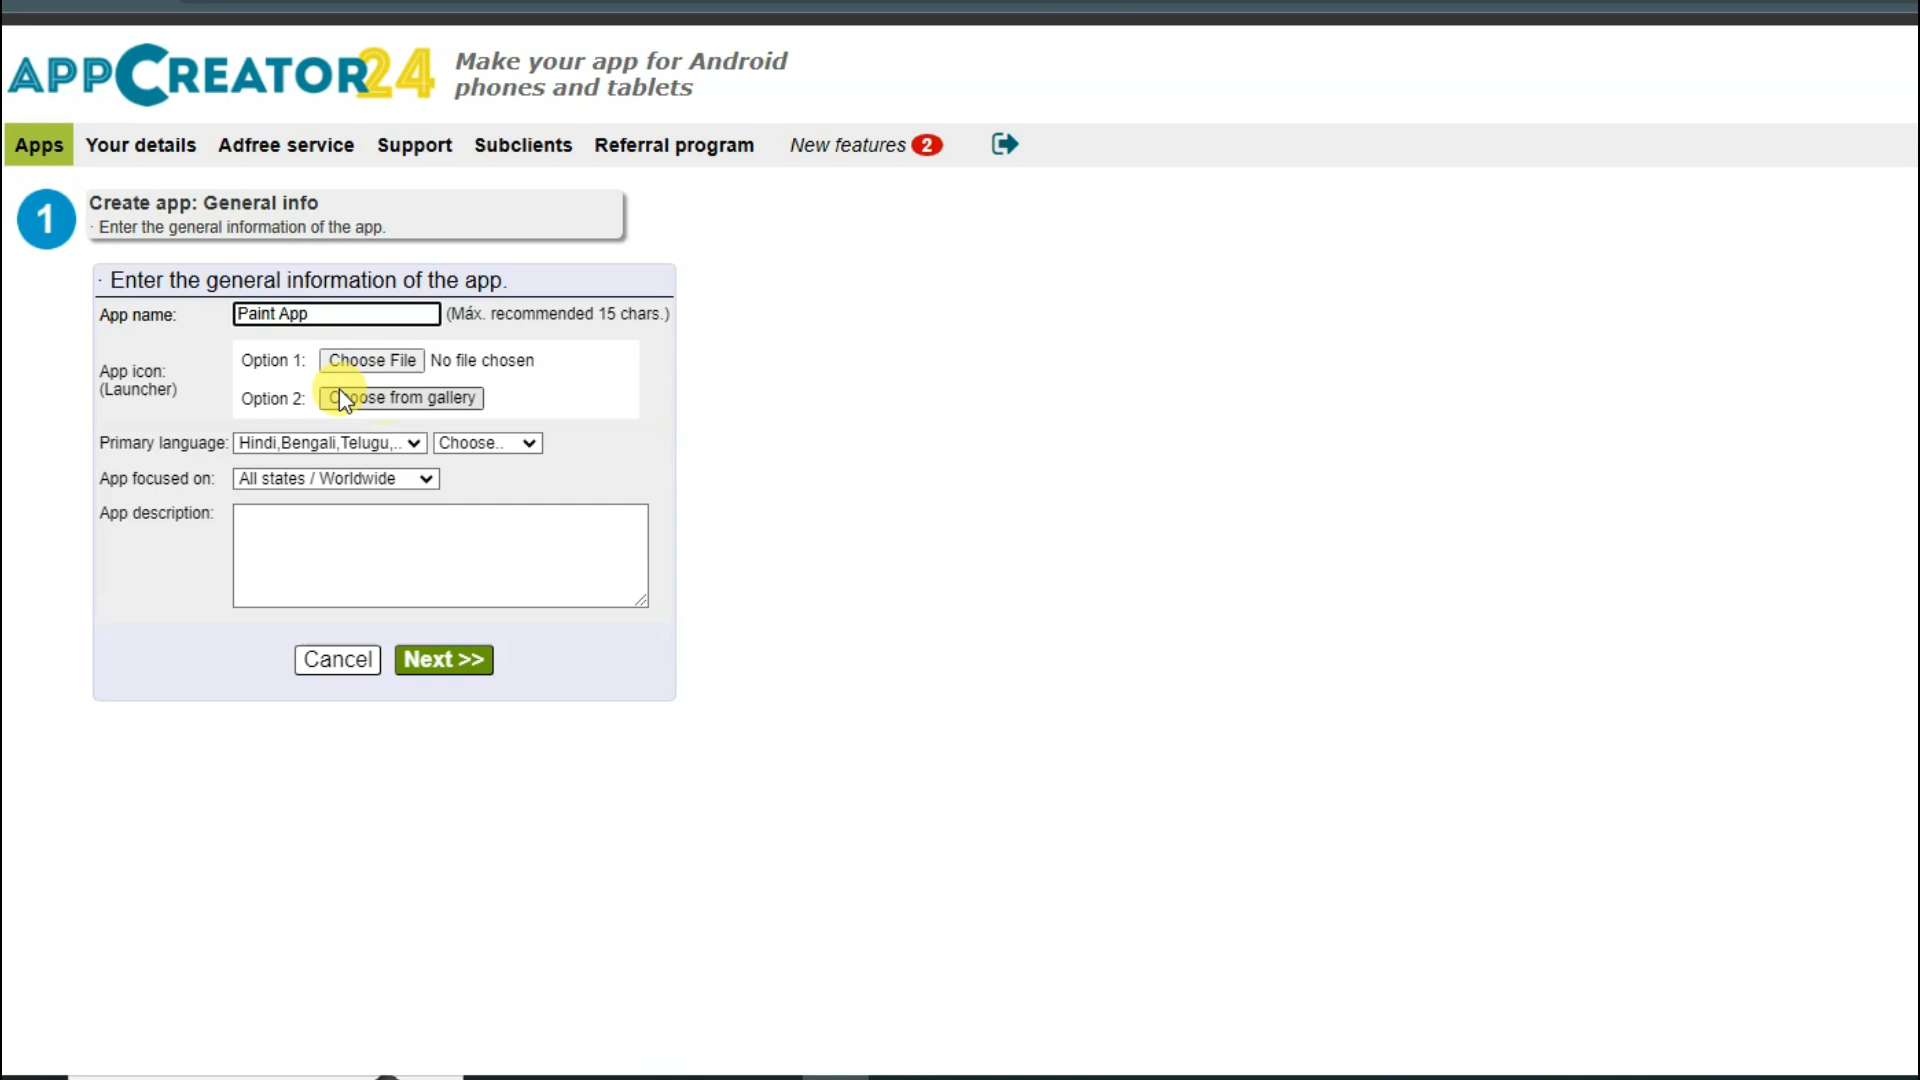 APPCREATOR24
Make your app for Android
phones and tablets
Apps Your details Adfree service Support Subclients Referral program New features 2
1
Create app: General info
· Enter the general information of the app.
· Enter the general information of the app.
App name: Paint App (Máx. recommended 15 chars.)
App icon:
(Launcher)
Option 1: Choose File No file chosen
Option 2: Choose from gallery
Primary language: Hindi,Bengali,Telugu,.. Choose..
App focused on: All states / Worldwide
App description:
Cancel Next >>